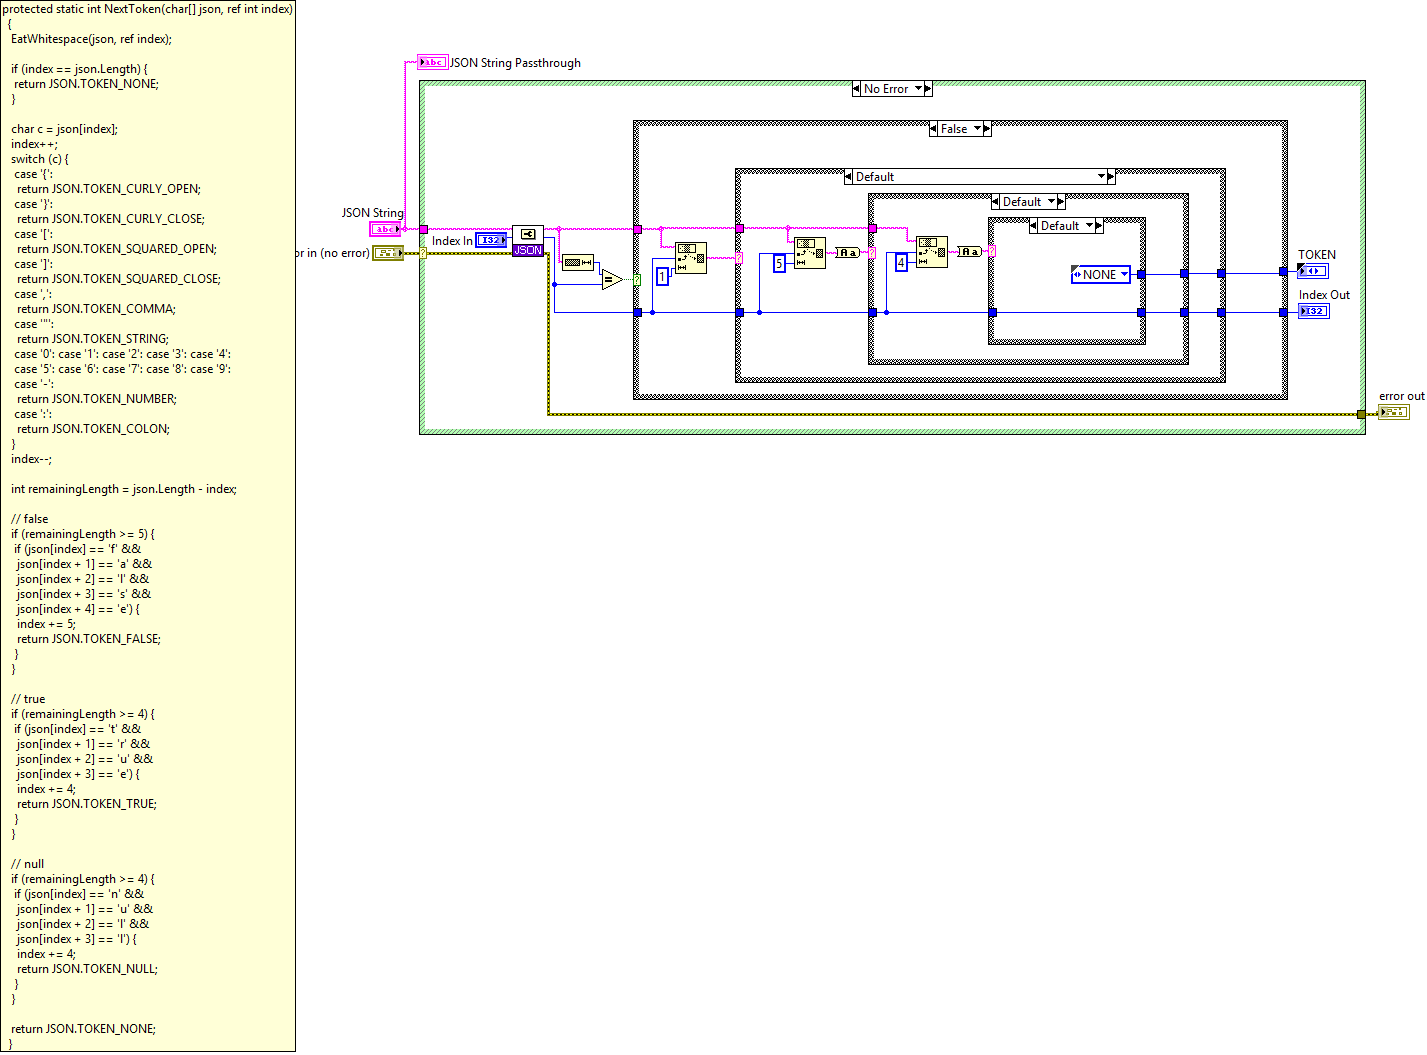 protected static int NextToken(char[] json, ref int index)
{
EatWhitespace(json, ref index);
if (index == json.Length) {
return JSON.TOKEN_NONE;
}
char c = json[index];
index++;
switch (c) {
case '{':
return JSON.TOKEN_CURLY_OPEN;
case '}':
return JSON.TOKEN_CURLY_CLOSE;
case '[':
return JSON.TOKEN_SQUARED_OPEN;
case ']':
return JSON.TOKEN_SQUARED_CLOSE;
case ',':
return JSON.TOKEN_COMMA;
case '"':
return JSON.TOKEN_STRING;
case '0': case '1': case '2': case '3': case '4':
case '5': case '6': case '7': case '8': case '9':
case '-':
return JSON.TOKEN_NUMBER;
case ':':
return JSON.TOKEN_COLON;
}
index--;
int remainingLength = json.Length - index;
// false
if (remainingLength >= 5) {
if (json[index] == 'f' &&
json[index + 1] == 'a' &&
json[index + 2] == 'l' &&
json[index + 3] == 's' &&
json[index + 4] == 'e') {
index += 5;
return JSON.TOKEN_FALSE;
}
}
// true
if (remainingLength >= 4) {
if (json[index] == 't' &&
json[index + 1] == 'r' &&
json[index + 2] == 'u' &&
json[index + 3] == 'e') {
index += 4;
return JSON.TOKEN_TRUE;
}
}
// null
if (remainingLength >= 4) {
if (json[index] == 'n' &&
json[index + 1] == 'u' &&
json[index + 2] == 'l' &&
json[index + 3] == 'l') {
index += 4;
return JSON.TOKEN_NULL;
}
}
return JSON.TOKEN_NONE;
}
abc JSON String Passthrough
No Error
False
Default
Default
Default
JSON String
abc
Index In I32
JSON
or in (no error)
?
=
?
1
?
5
Aa
?
4
Aa
?
NONE
TOKEN
Index Out
I32
error out